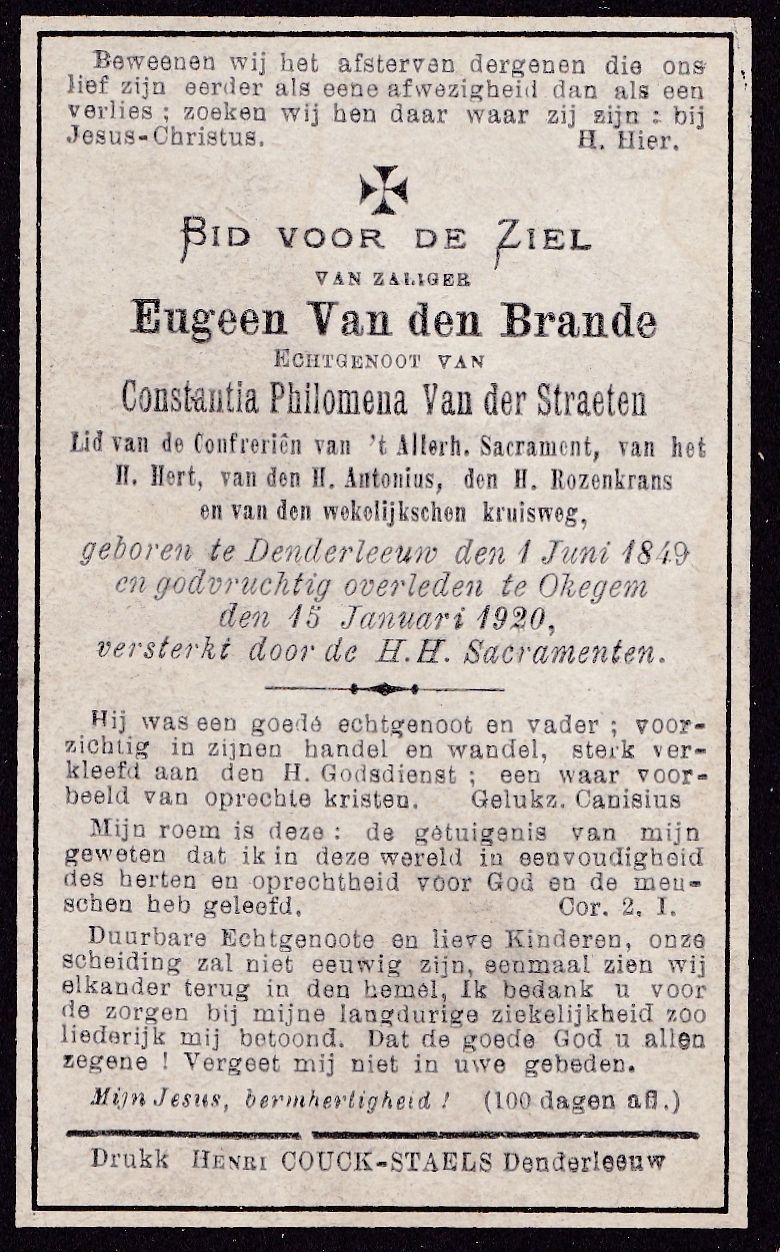 Beweenen wij het afsterven dergenen die ons
lief zijn eerder als eene afwezigheid dan als een
verlies ; zoeken wij hen daar waar zij zijn : bij
Jesus-Christus. H. Hier.
BID VOOR DE ZIEL
VAN ZALIGER
Eugeen Van den Brande
ECHTGENOOT VAN
Constantia Philomena Van der Straeten
Lid van de Confreriën van 't Allerh. Sacrament, van het
H. Hert, van den H. Antonius, den H. Rozenkrans
en van den wekelijkschen kruisweg,
geboren te Denderleeuw den 1 Juni 1849
en godvruchtig overleden te Okegem
den 15 Januari 1920,
versterkt door de H.H. Sacramenten.
Hij was een goede echtgenoot en vader ; voor-
zichtig in zijnen handel en wandel, sterk ver-
kleefd aan den H. Godsdienst ; een waar voor-
beeld van oprechte kristen. Gelukz. Canisius
Mijn roem is deze : de getuigenis van mijn
geweten dat ik in deze wereld in eenvoudigheid
des herten en oprechtheid voor God en de men-
schen heb geleefd. Cor. 2. I.
Duurbare Echtgenoote en lieve Kinderen, onze
scheiding zal niet eeuwig zijn, eenmaal zien wij
elkander terug in den hemel, Ik bedank u voor
de zorgen bij mijne langdurige ziekelijkheid zoo
liederijk mij betoond. Dat de goede God u allen
zegene ! Vergeet mij niet in uwe gebeden.
Mijn Jesus, bermhertigheid ! (100 dagen afl.)
Drukk HENRI COUCK-STAELS Denderleeuw